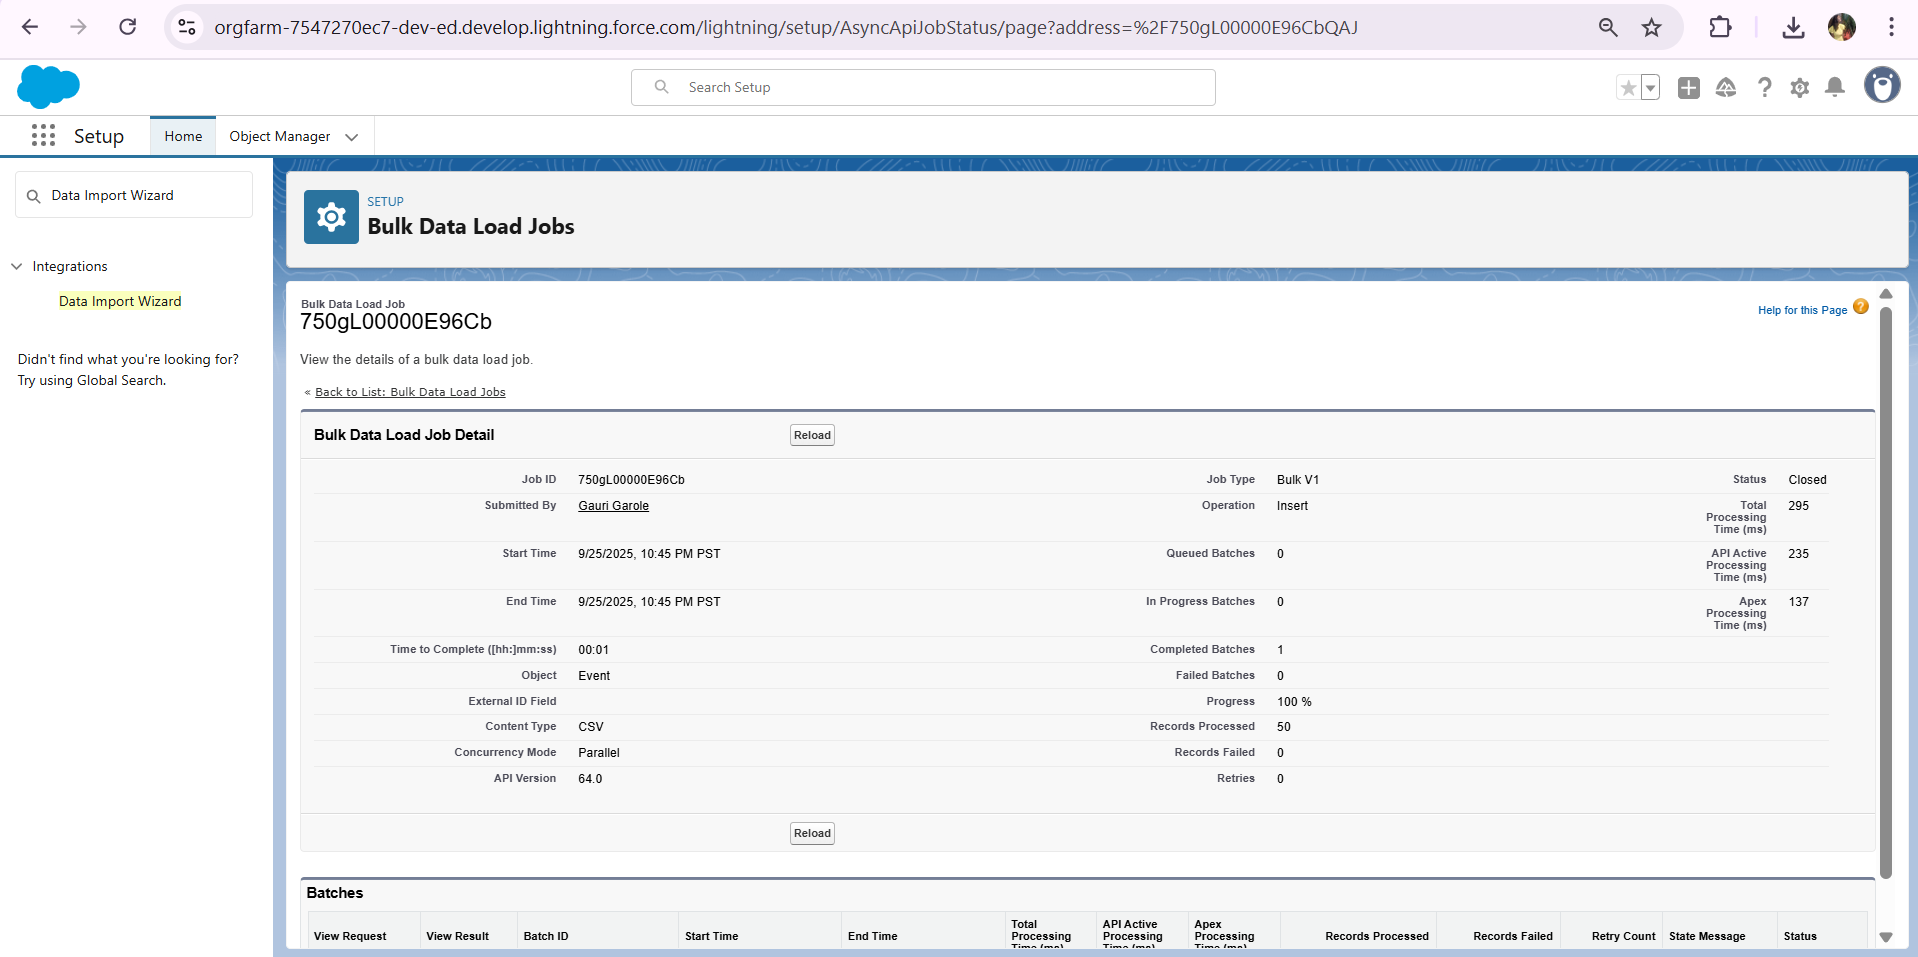 orgfarm-7547270ec7-dev-ed.develop.lightning.force.com/lightning/setup/AsyncApiJobStatus/page?address=%2F750gL00000E96CbQAJ
Search Setup
Setup
Home
Object Manager
Data Import Wizard
Integrations
Data Import Wizard
Didn't find what you're looking for?
Try using Global Search.
SETUP
Bulk Data Load Jobs
Bulk Data Load Job
750gL00000E96Cb
Help for this Page
View the details of a bulk data load job.
« Back to List: Bulk Data Load Jobs
Bulk Data Load Job Detail
Reload
Job ID 750gL00000E96Cb Job Type Bulk V1 Status Closed
Submitted By Gauri Garole Operation Insert Total Processing Time (ms) 295
Start Time 9/25/2025, 10:45 PM PST Queued Batches 0 API Active Processing Time (ms) 235
End Time 9/25/2025, 10:45 PM PST In Progress Batches 0 Apex Processing Time (ms) 137
Time to Complete ([hh:]mm:ss) 00:01 Completed Batches 1
Object Event Failed Batches 0
External ID Field Progress 100 %
Content Type CSV Records Processed 50
Concurrency Mode Parallel Records Failed 0
API Version 64.0 Retries 0
Reload
Batches
View Request View Result Batch ID Start Time End Time Total Processing Time (ms) API Active Processing Time (ms) Apex Processing Time (ms) Records Processed Records Failed Retry Count State Message Status